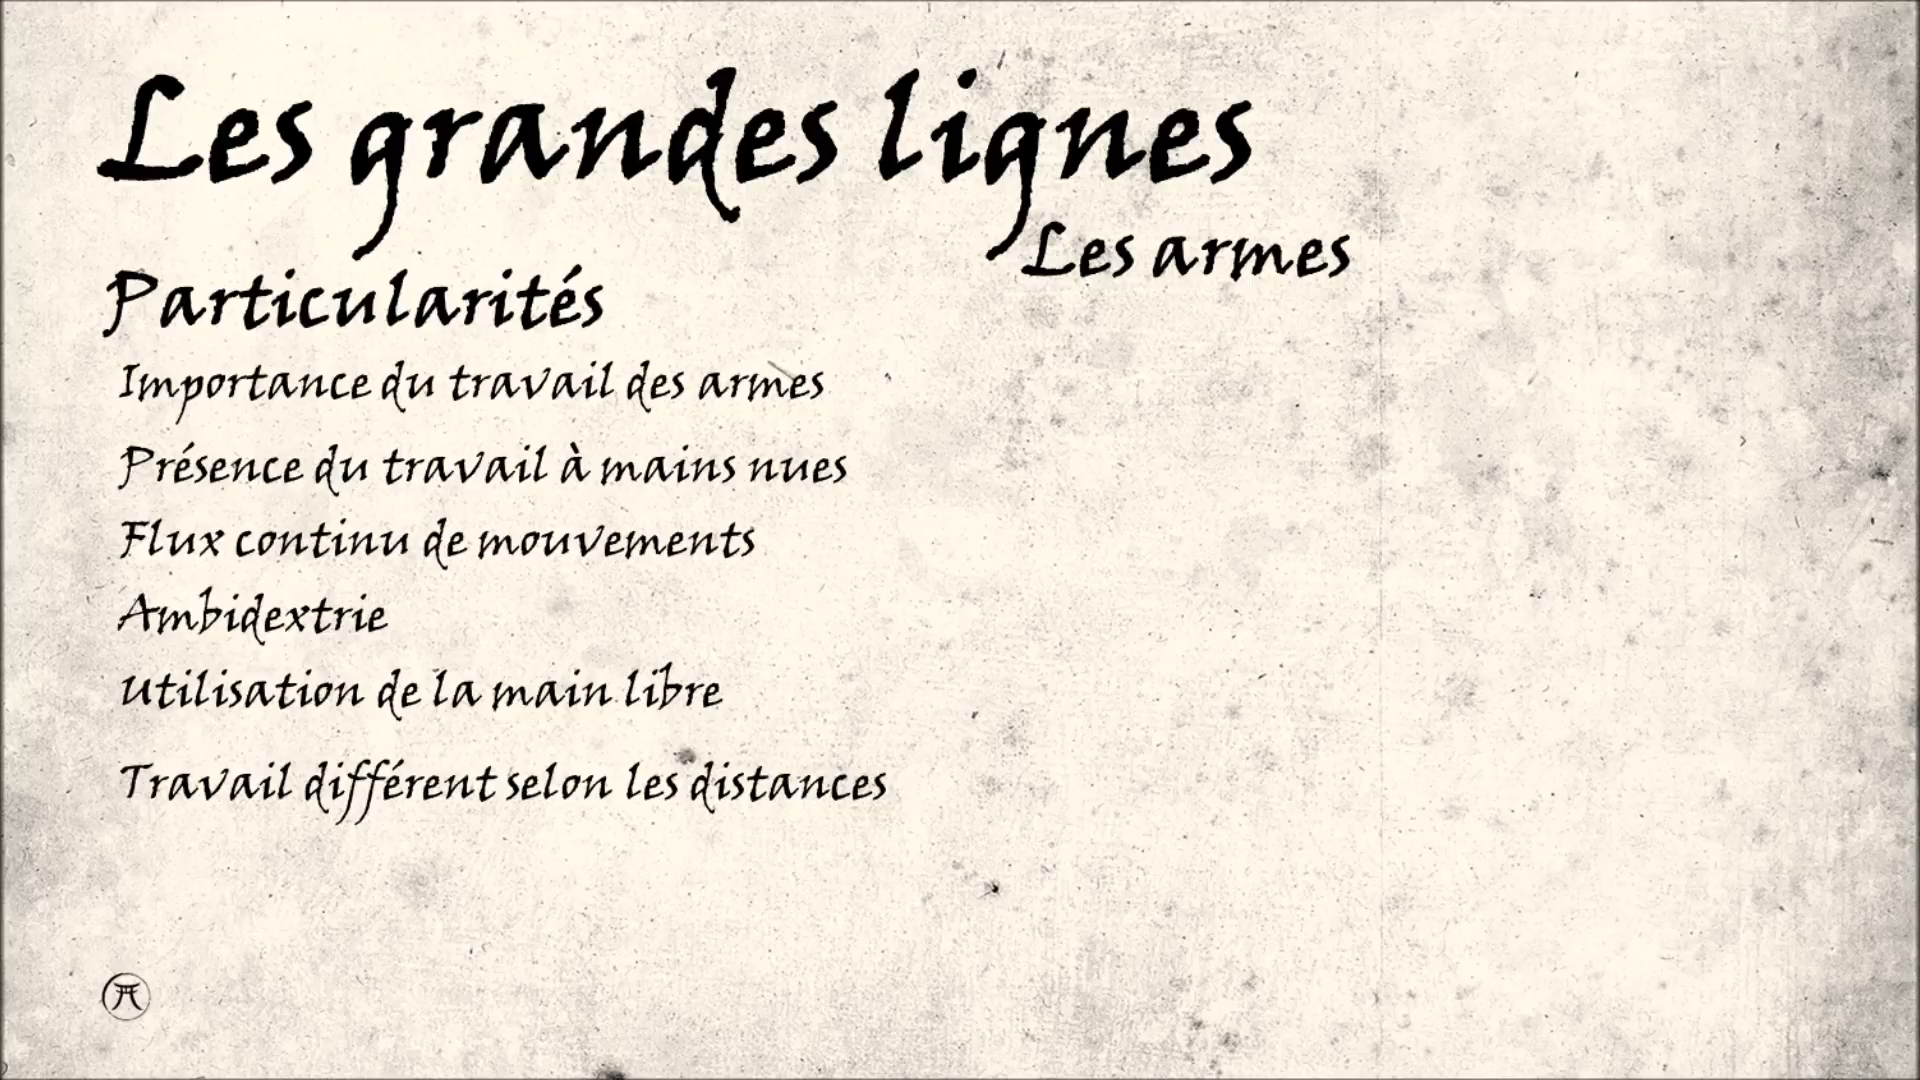 Les grandes lignes
Les armes
Particularités
Importance du travail des armes
Présence du travail à mains nues
Flux continu de mouvements
Ambidextrie
Utilisation de la main libre
Travail différent selon les distances